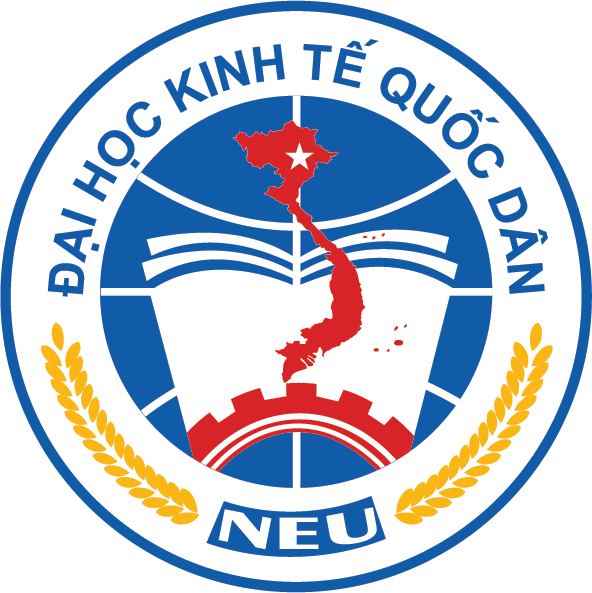 ĐẠI HỌC KINH TẾ QUỐC DÂN
NEU